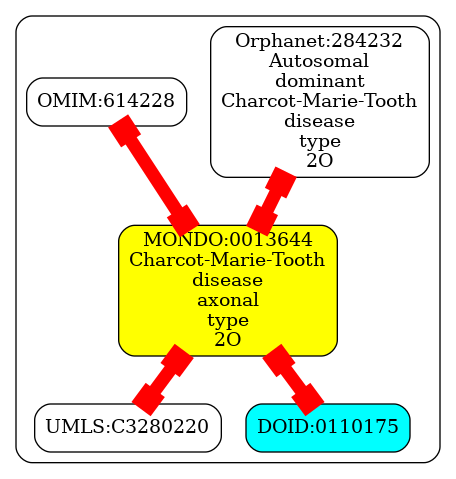 Orphanet:284232
Autosomal
dominant
Charcot-Marie-Tooth
disease
type
2O
OMIM:614228
MONDO:0013644
Charcot-Marie-Tooth
disease
axonal
type
2O
UMLS:C3280220
DOID:0110175